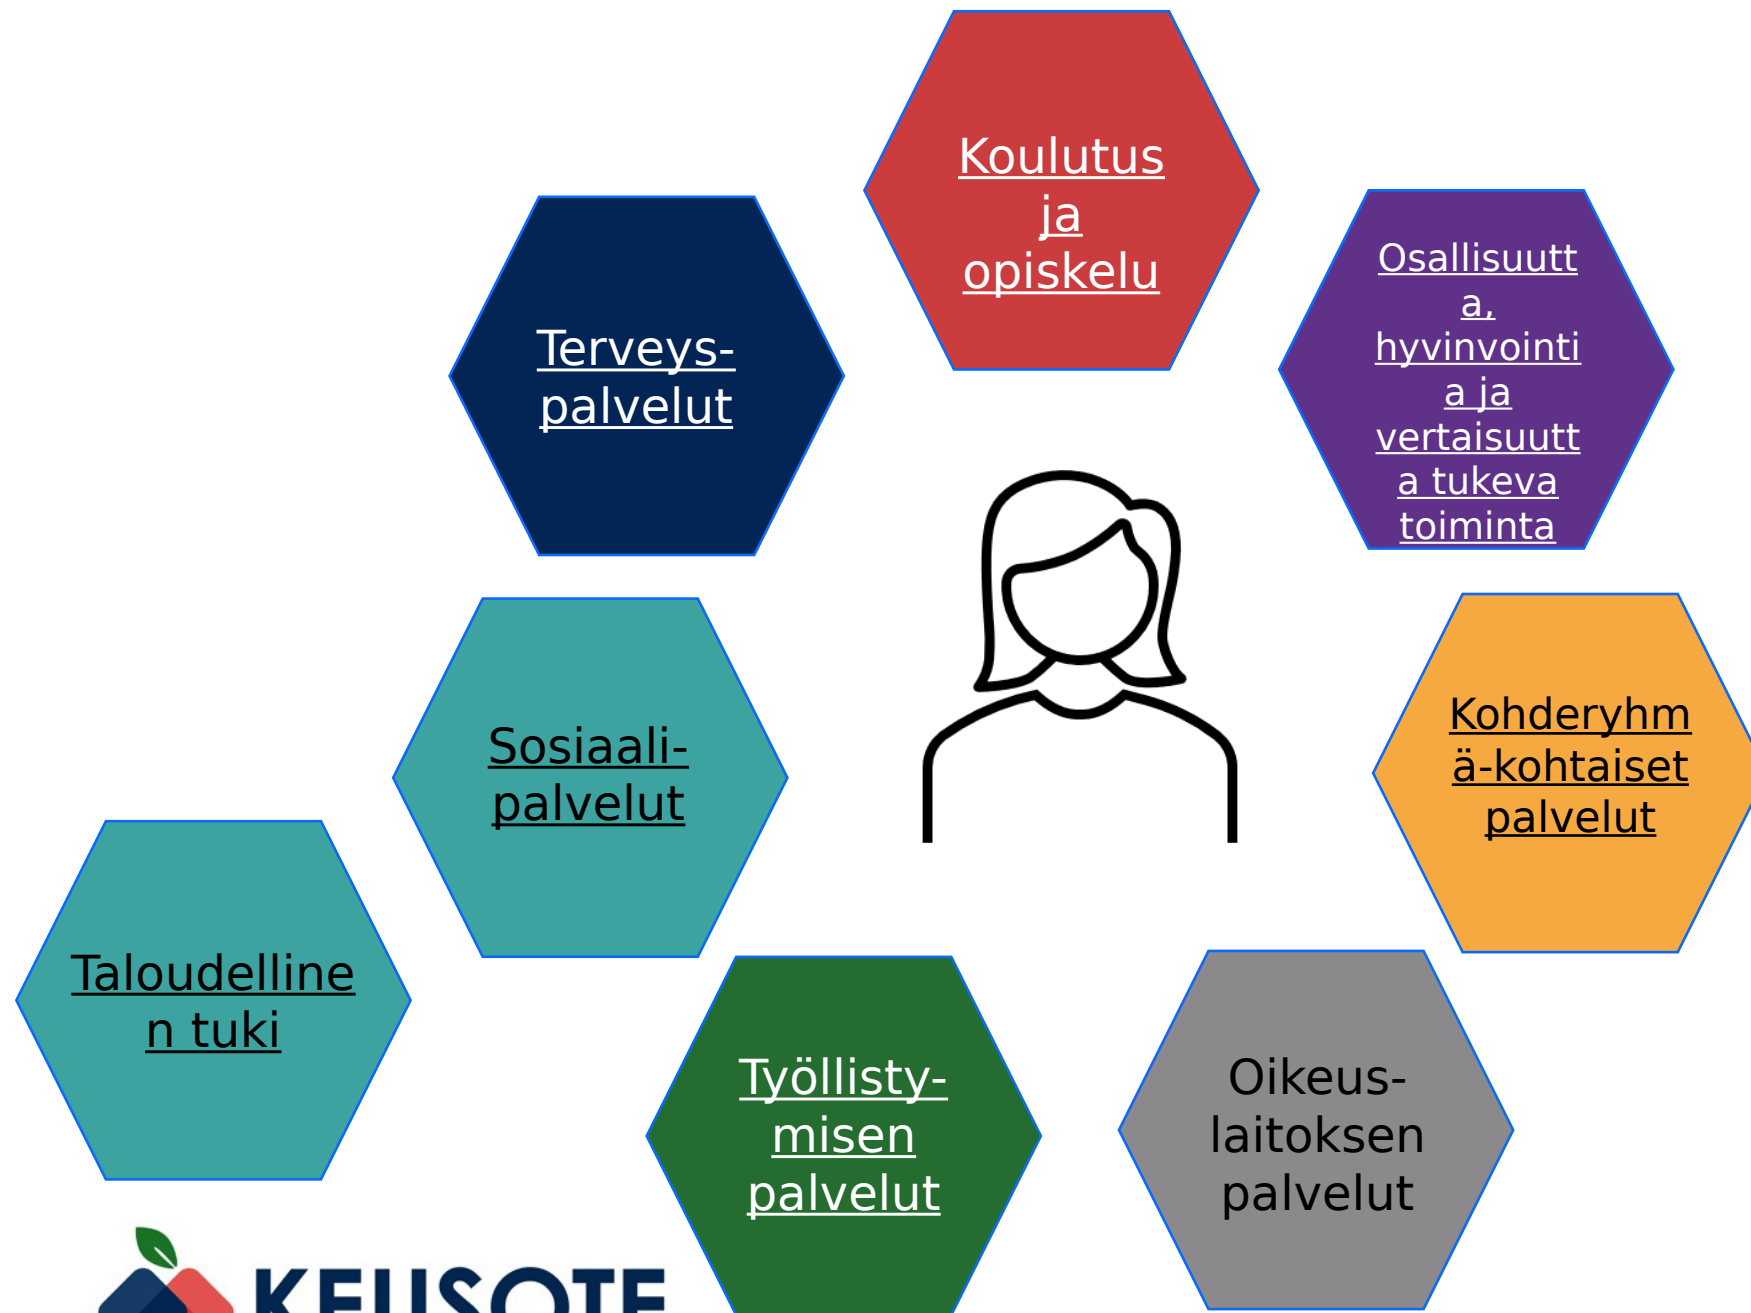 Koulutus
ja
opiskelu
Terveys-
palvelut
Osallisuutt
a,
hyvinvointi
a ja
vertaisuutt
a tukeva
toiminta
Sosiaali-
palvelut
Kohderyhm
ä-kohtaiset
palvelut
Taloudelline
n tuki
Työllisty-
misen
palvelut
Oikeus-
laitoksen
palvelut
KEUSOTE